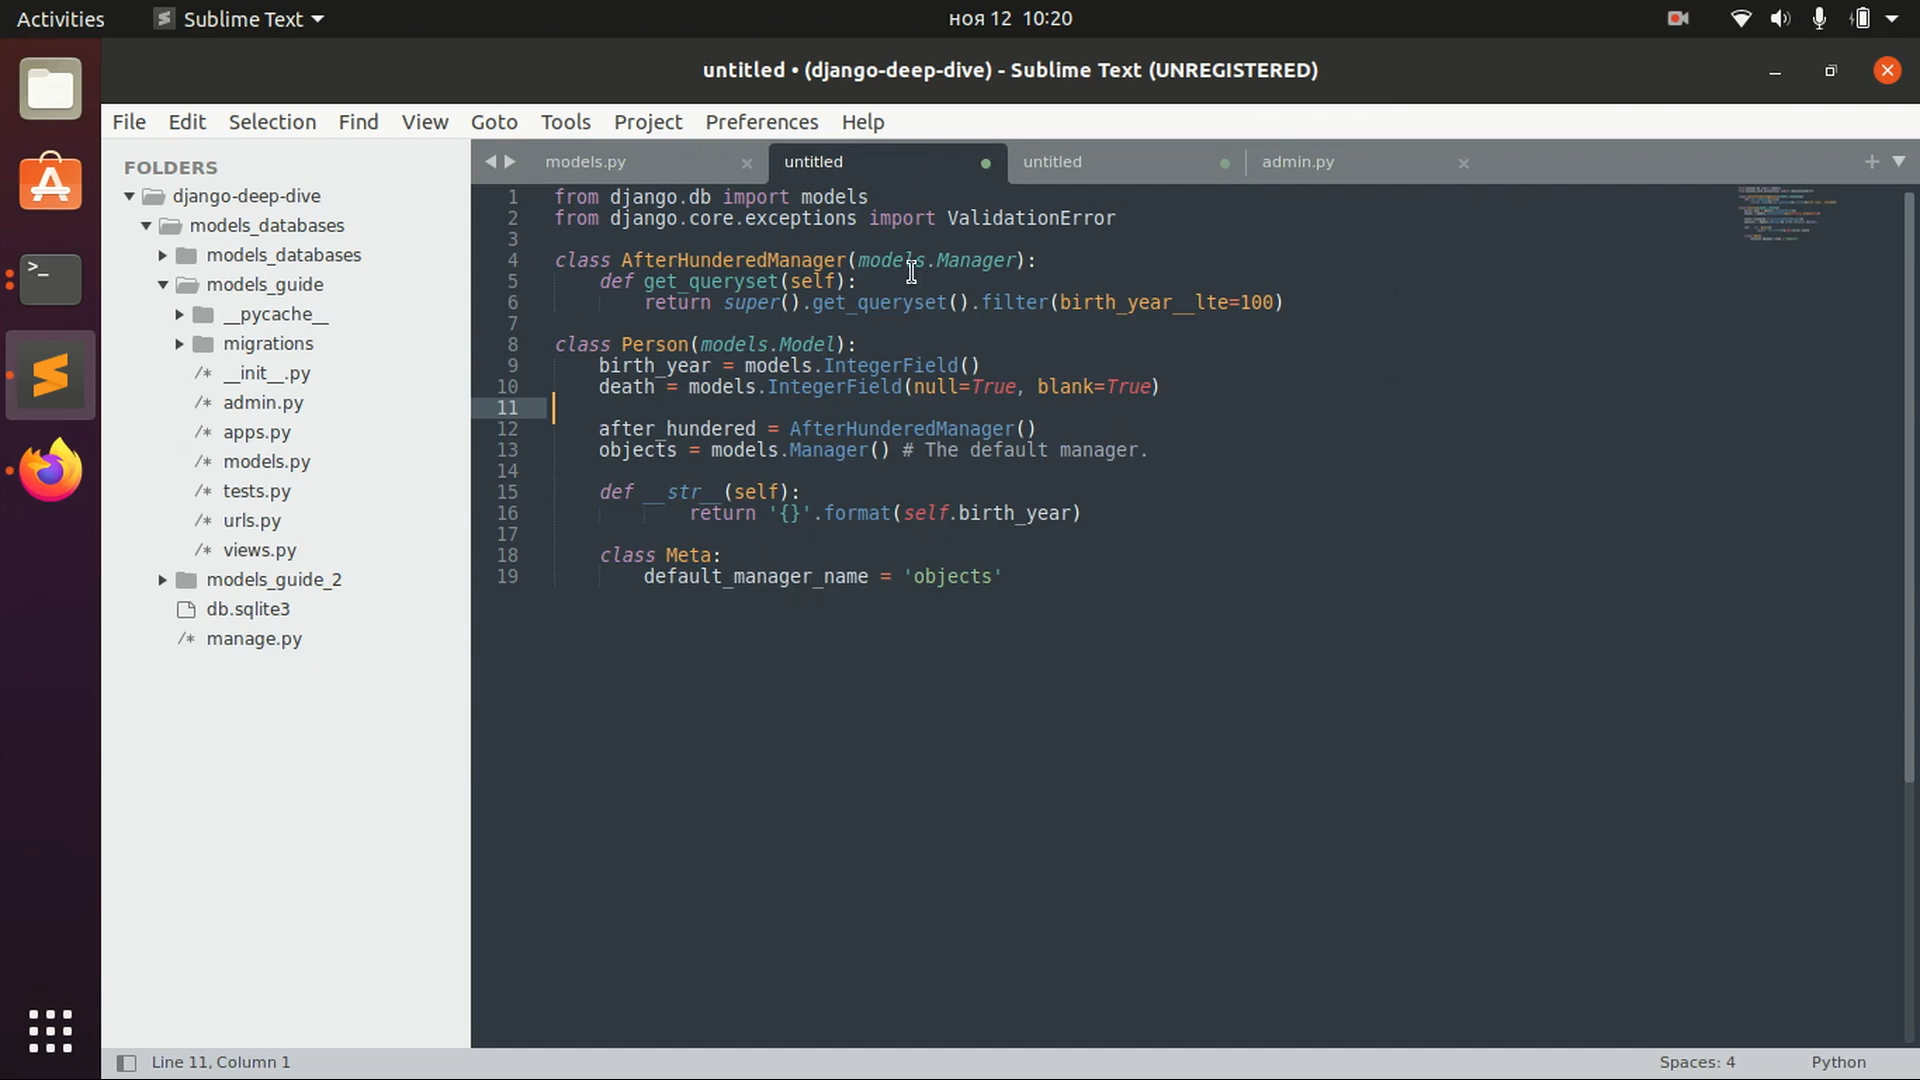 Activities
Sublime Text
ноя 12 10:20
untitled • (django-deep-dive) - Sublime Text (UNREGISTERED)
File Edit Selection Find View Goto Tools Project Preferences Help
FOLDERS
django-deep-dive
models_databases
models_databases
models_guide
__pycache__
migrations
/* __init__.py
/* admin.py
/* apps.py
/* models.py
/* tests.py
/* urls.py
/* views.py
models_guide_2
db.sqlite3
/* manage.py
models.py
untitled
untitled
admin.py
1 from django.db import models
2 from django.core.exceptions import ValidationError
3
4 class AfterHunderedManager(models.Manager):
5     def get_queryset(self):
6         return super().get_queryset().filter(birth_year__lte=100)
7
8 class Person(models.Model):
9     birth_year = models.IntegerField()
10     death = models.IntegerField(null=True, blank=True)
11
12     after_hundered = AfterHunderedManager()
13     objects = models.Manager() # The default manager.
14
15     def __str__(self):
16             return '{}'.format(self.birth_year)
17
18     class Meta:
19         default_manager_name = 'objects'
Line 11, Column 1
Spaces: 4
Python